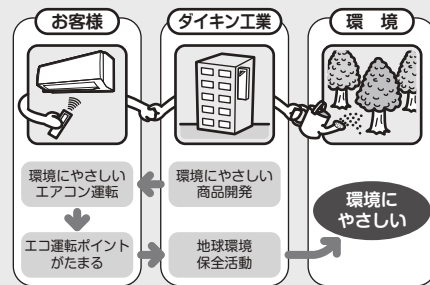 お客様
ダイキン工業
環 境
環境にやさしい
エアコン運転
環境にやさしい
商品開発
エコ運転ポイント
がたまる
地球環境
保全活動
環境に
やさしい